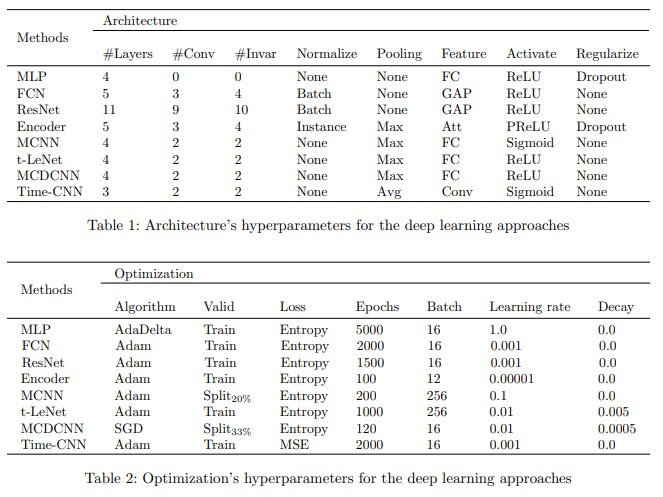 Architecture
Methods
#Layers #Conv #Invar Normalize Pooling Feature Activate Regularize
MLP 4 0 0 None None FC ReLU Dropout
FCN 5 3 4 Batch None GAP ReLU None
ResNet 11 9 10 Batch None GAP ReLU None
Encoder 5 3 4 Instance Max Att PReLU Dropout
MCNN 4 2 2 None Max FC Sigmoid None
t-LeNet 4 2 2 None Max FC ReLU None
MCDCNN 4 2 2 None Max FC ReLU None
Time-CNN 3 2 2 None Avg Conv Sigmoid None
Table 1: Architecture's hyperparameters for the deep learning approaches
Optimization
Methods
Algorithm Valid Loss Epochs Batch Learning rate Decay
MLP AdaDelta Train Entropy 5000 16 1.0 0.0
FCN Adam Train Entropy 2000 16 0.001 0.0
ResNet Adam Train Entropy 1500 16 0.001 0.0
Encoder Adam Train Entropy 100 12 0.00001 0.0
MCNN Adam Split20% Entropy 200 256 0.1 0.0
t-LeNet Adam Train Entropy 1000 256 0.01 0.005
MCDCNN SGD Split33% Entropy 120 16 0.01 0.0005
Time-CNN Adam Train MSE 2000 16 0.001 0.0
Table 2: Optimization's hyperparameters for the deep learning approaches